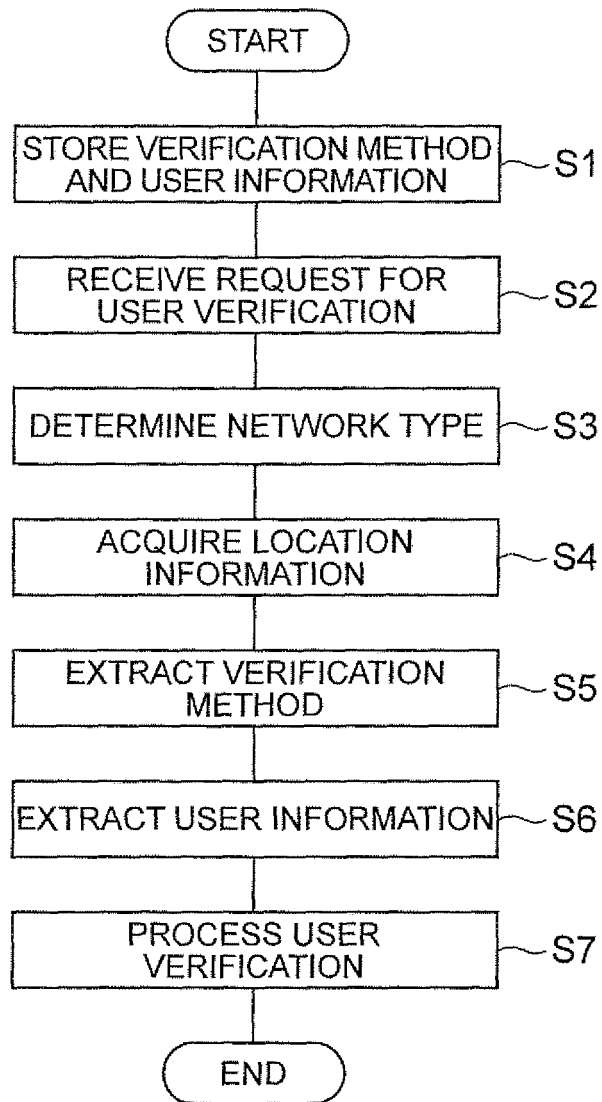 START
STORE VERIFICATION METHOD
AND USER INFORMATION
S1
RECEIVE REQUEST FOR
USER VERIFICATION
S2
DETERMINE NETWORK TYPE
S3
ACQUIRE LOCATION
INFORMATION
S4
EXTRACT VERIFICATION
METHOD
S5
EXTRACT USER INFORMATION
S6
PROCESS USER
VERIFICATION
S7
END